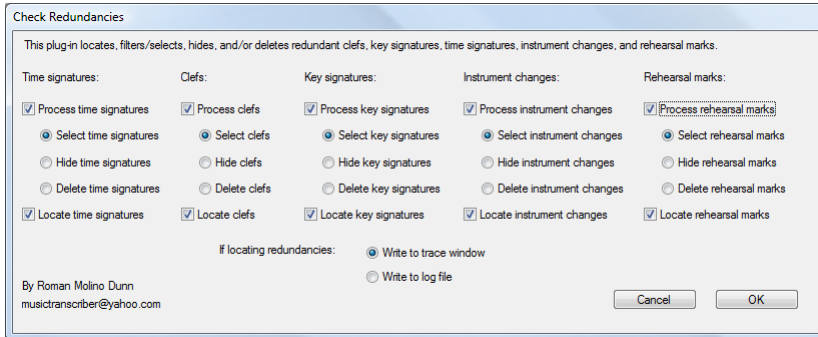 Check Redundancies
This plug-in locates, filters/selects, hides, and/or deletes redundant clefs, key signatures, time signatures, instrument changes, and rehearsal marks.
Time signatures: Clefs: Key signatures: Instrument changes: Rehearsal marks:
Process time signatures Process clefs Process key signatures Process instrument changes Process rehearsal marks
Select time signatures Select clefs Select key signatures Select instrument changes Select rehearsal marks
Hide time signatures Hide clefs Hide key signatures Hide instrument changes Hide rehearsal marks
Delete time signatures Delete clefs Delete key signatures Delete instrument changes Delete rehearsal marks
Locate time signatures Locate clefs Locate key signatures Locate instrument changes Locate rehearsal marks
If locating redundancies: Write to trace window
Write to log file
By Roman Molino Dunn
musictranscriber@yahoo.com
Cancel OK